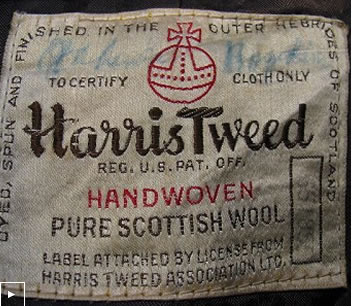 DYED, SPUN AND FINISHED IN THE OUTER HEBRIDES OF SCOTLAND
TO CERTIFY CLOTH ONLY
Harris Tweed
REG. U.S. PAT. OFF.
HANDWOVEN
PURE SCOTTISH WOOL
LABEL ATTACHED BY LICENSE FROM
HARRIS TWEED ASSOCIATION LTD.